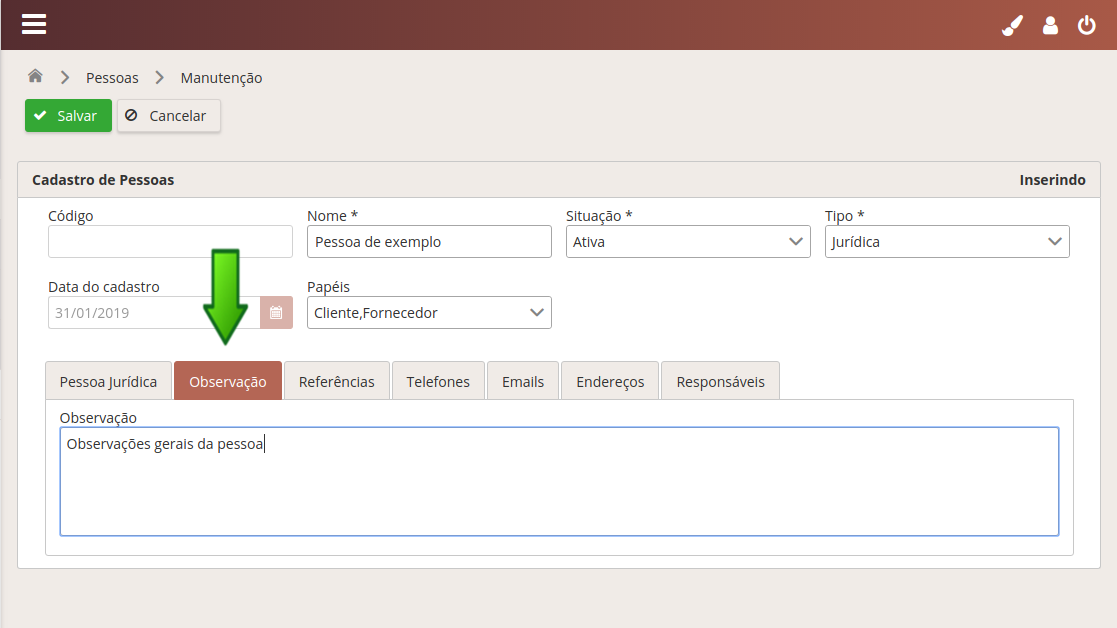 Pessoas Manutenção
Salvar Cancelar
Cadastro de Pessoas Inserindo
Código Nome * Situação * Tipo *
Pessoa de exemplo Ativa Jurídica
Data do cadastro Papéis
31/01/2019 Cliente,Fornecedor
Pessoa Jurídica Observação Referências Telefones Emails Endereços Responsáveis
Observação
Observações gerais da pessoa